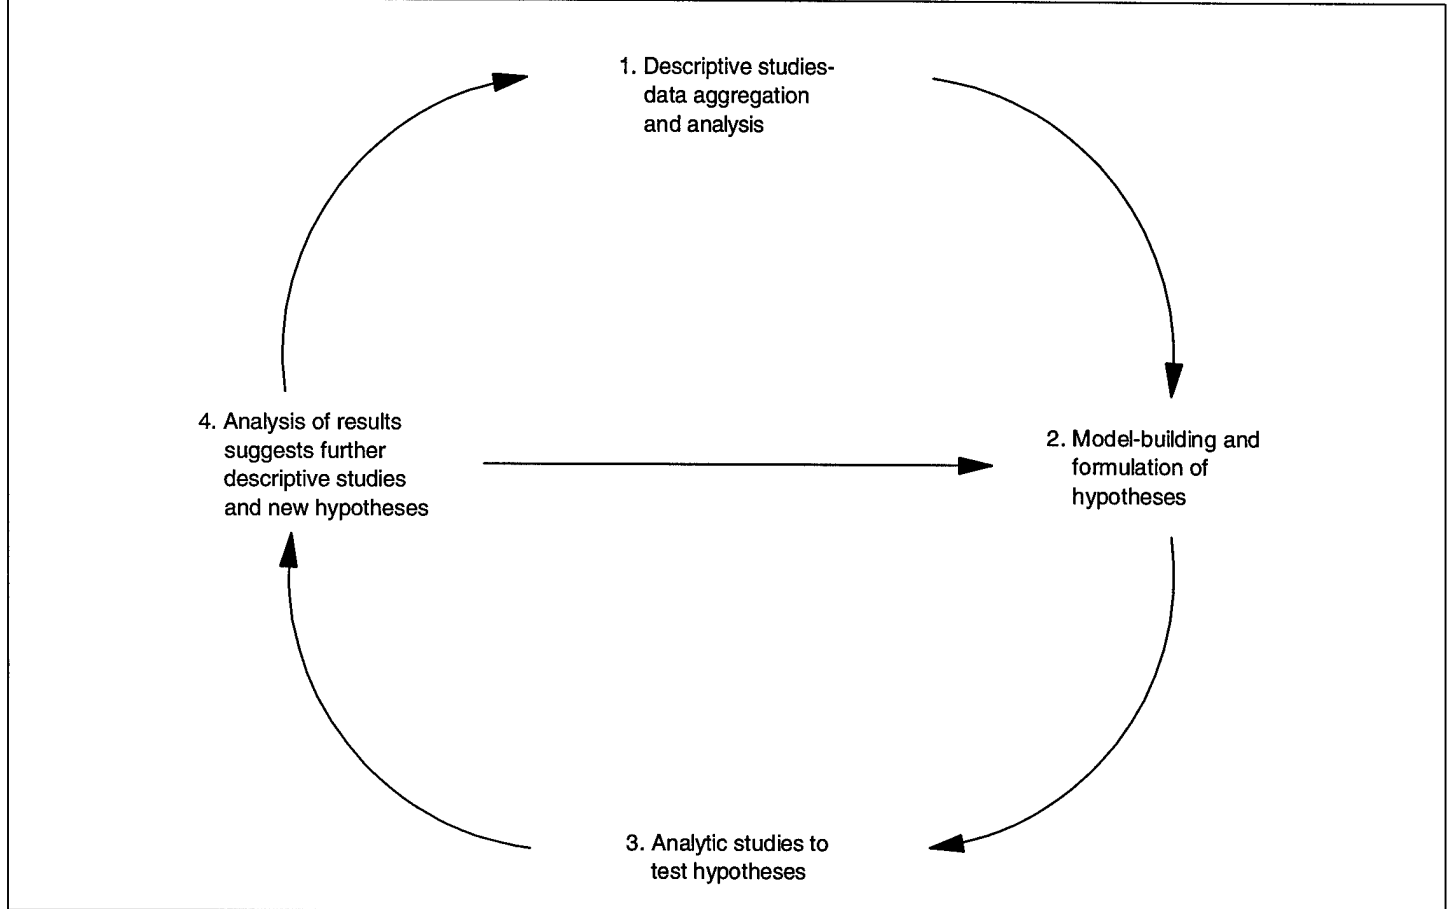 1. Descriptive studies-
data aggregation
and analysis
4. Analysis of results
suggests further
descriptive studies
and new hypotheses
2. Model-building and
formulation of
hypotheses
3. Analytic studies to
test hypotheses